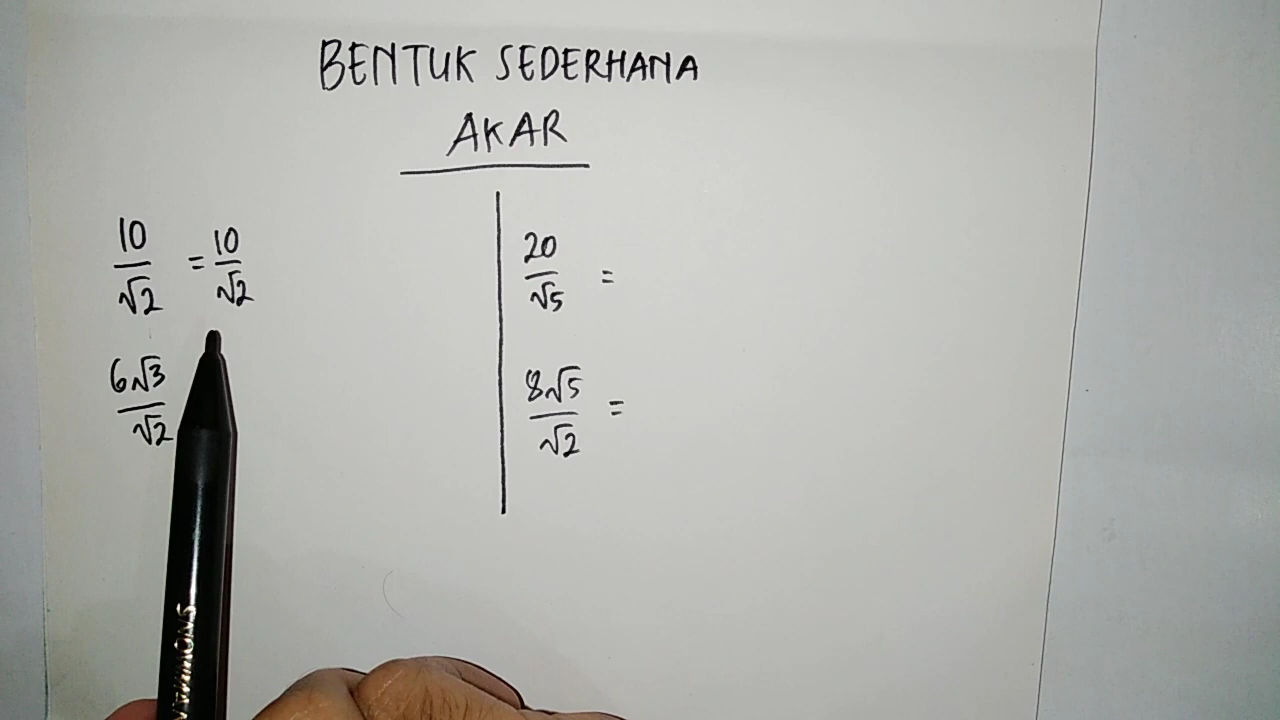 BENTUK SEDERHANA
AKAR
10/√2 = 10/√2
6√3/√2
20/√5 =
8√5/√2 =
SNOWMAN